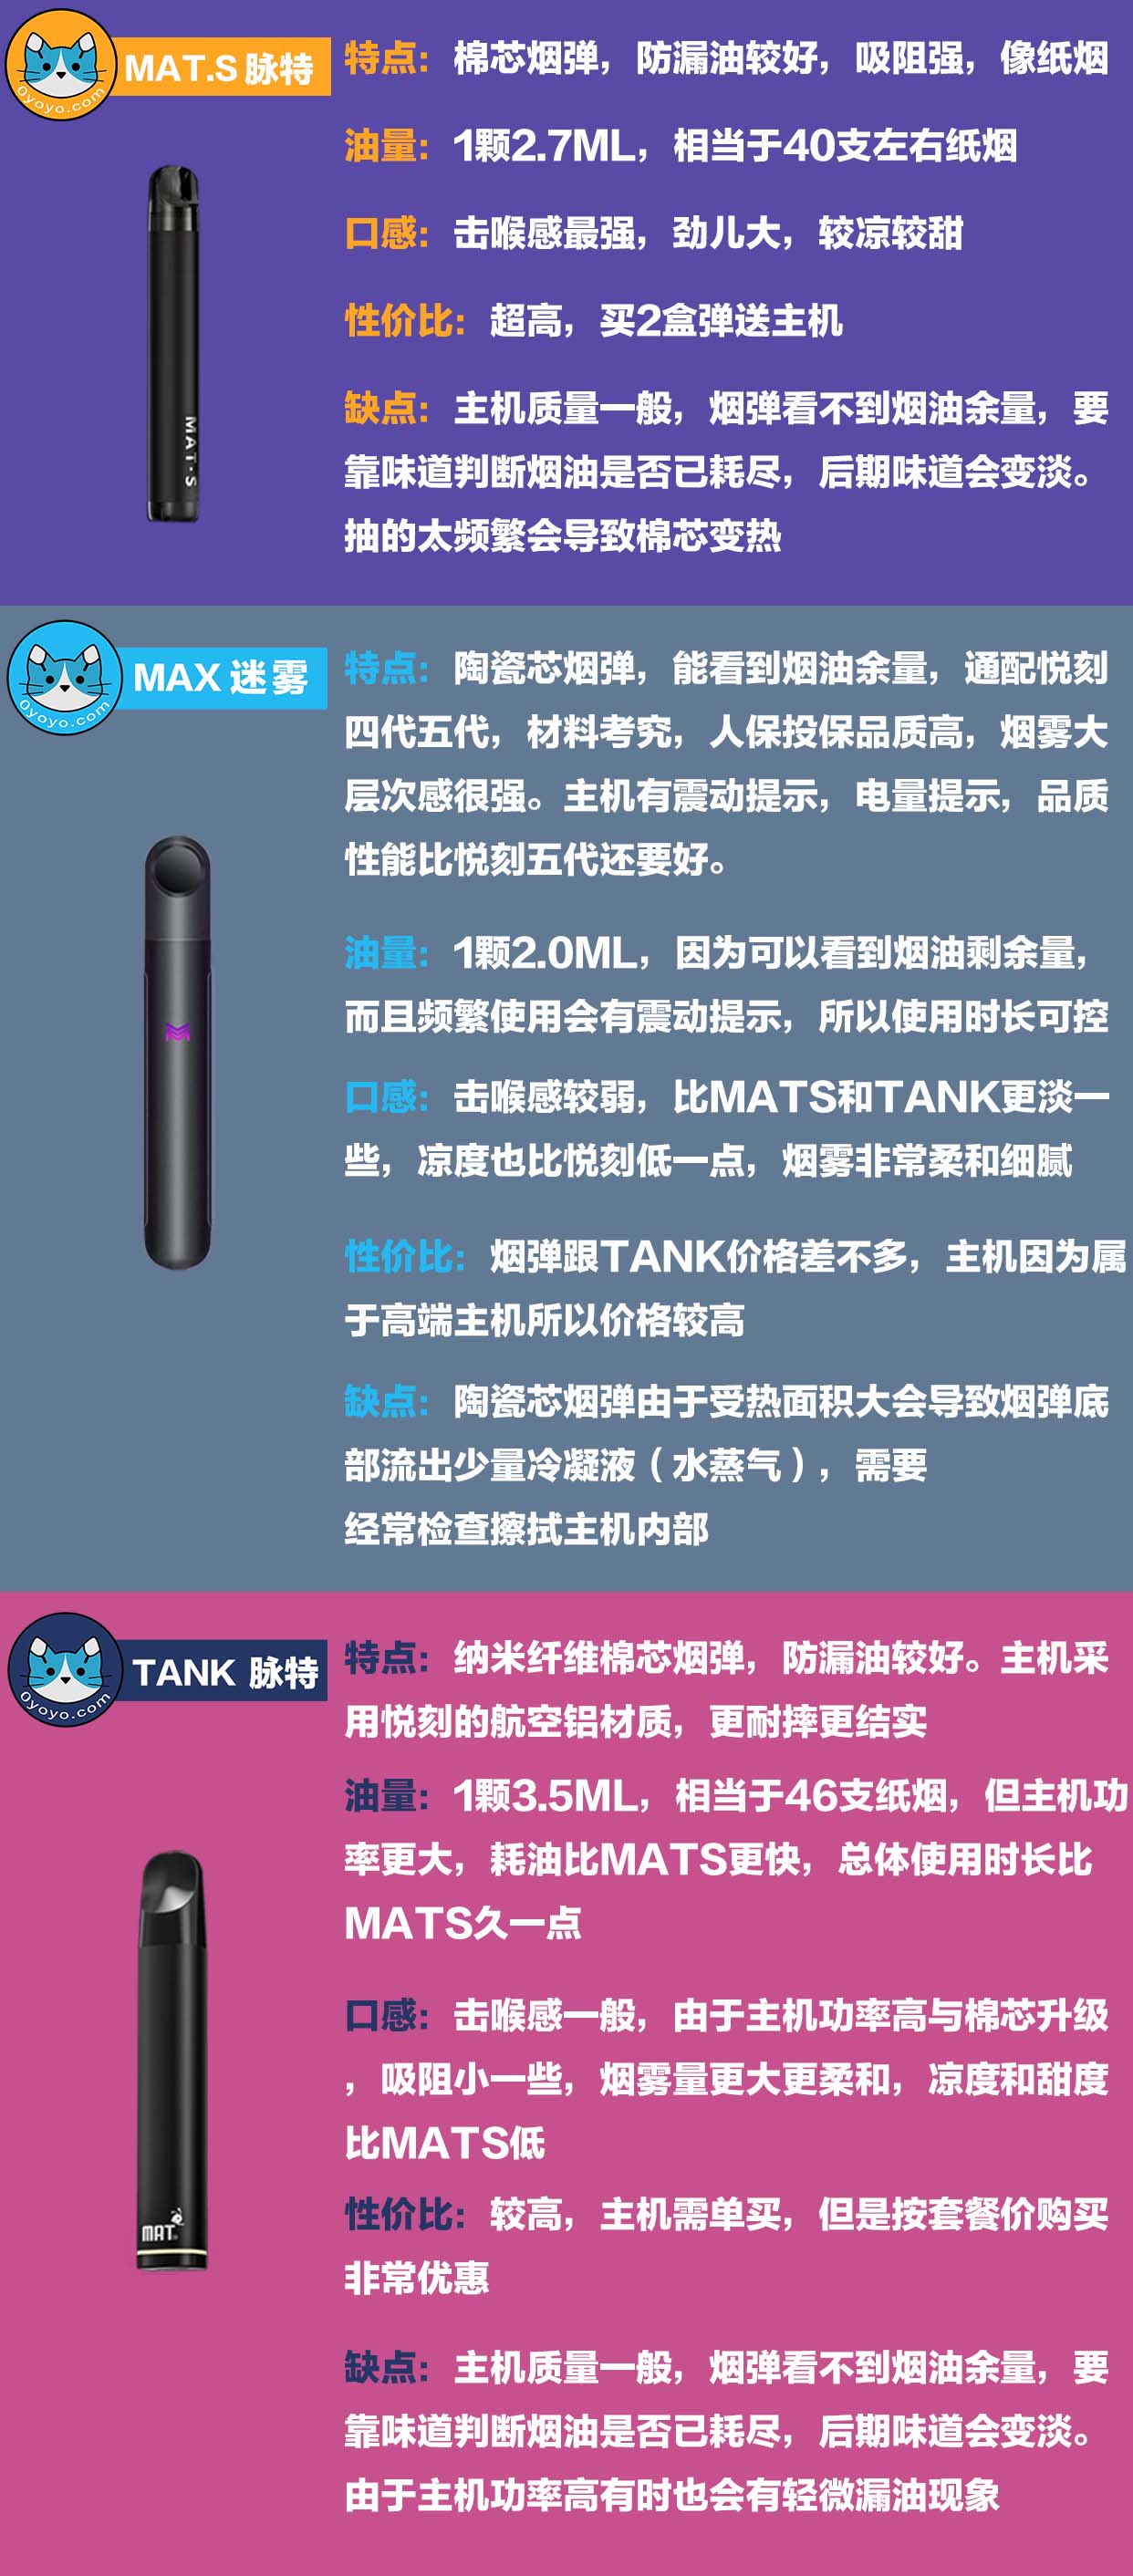 MAT.S 脉特
0yoyo.com
特点：棉芯烟弹，防漏油较好，吸阻强，像纸烟
油量：1颗2.7ML，相当于40支左右纸烟
口感：击喉感最强，劲儿大，较凉较甜
性价比：超高，买2盒弹送主机
缺点：主机质量一般，烟弹看不到烟油余量，要
靠味道判断烟油是否已耗尽，后期味道会变淡。
抽的太频繁会导致棉芯变热
MAT·S
MAX 迷雾
0yoyo.com
特点：陶瓷芯烟弹，能看到烟油余量，通配悦刻
四代五代，材料考究，人保投保品质高，烟雾大
层次感很强。主机有震动提示，电量提示，品质
性能比悦刻五代还要好。
油量：1颗2.0ML，因为可以看到烟油剩余量，
而且频繁使用会有震动提示，所以使用时长可控
口感：击喉感较弱，比MATS和TANK更淡一
些，凉度也比悦刻低一点，烟雾非常柔和细腻
性价比：烟弹跟TANK价格差不多，主机因为属
于高端主机所以价格较高
缺点：陶瓷芯烟弹由于受热面积大会导致烟弹底
部流出少量冷凝液（水蒸气），需要
经常检查擦拭主机内部
TANK 脉特
0yoyo.com
特点：纳米纤维棉芯烟弹，防漏油较好。主机采
用悦刻的航空铝材质，更耐摔更结实
油量：1颗3.5ML，相当于46支纸烟，但主机功
率更大，耗油比MATS更快，总体使用时长比
MATS久一点
口感：击喉感一般，由于主机功率高与棉芯升级
，吸阻小一些，烟雾量更大更柔和，凉度和甜度
比MATS低
性价比：较高，主机需单买，但是按套餐价购买
非常优惠
缺点：主机质量一般，烟弹看不到烟油余量，要
靠味道判断烟油是否已耗尽，后期味道会变淡。
由于主机功率高有时也会有轻微漏油现象
MAT